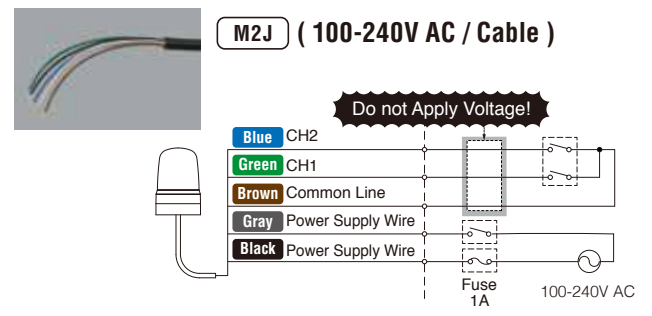 M2J ( 100-240V AC / Cable )
Do not Apply Voltage!
Blue CH2
Green CH1
Brown Common Line
Gray Power Supply Wire
Black Power Supply Wire
Fuse
1A
100-240V AC